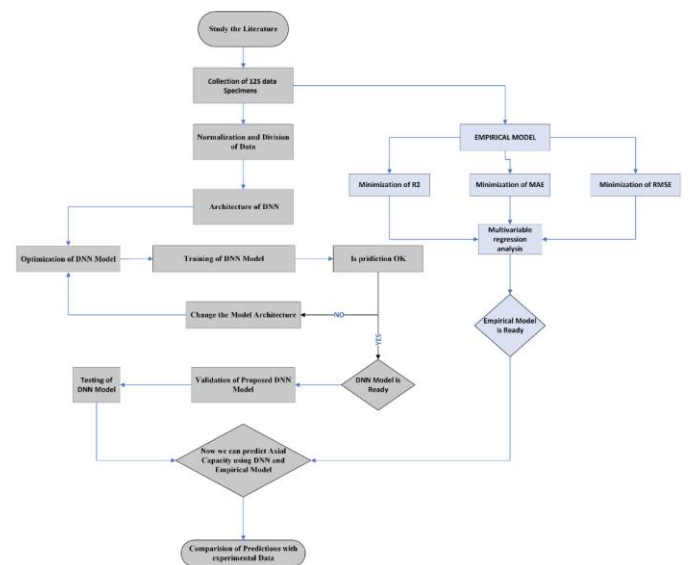 Study the Literature
Collection of 125 data
Specimens
Normalization and Division
of Data
EMPIRICAL MODEL
Minimization of R2
Minimization of MAE
Minimization of RMSE
Architecture of DNN
Multivariable
regression
analysis
Optimization of DNN Model
Training of DNN Model
Is pridiction OK
Change the Model Architecture
NO
YES
Empirical Model
is Ready
Testing of
DNN Model
Validation of Proposed DNN
Model
DNN Model is
Ready
Now we can predict Axial
Capacity using DNN and
Empirical Model
Comparision of Predictions with
experimental Data